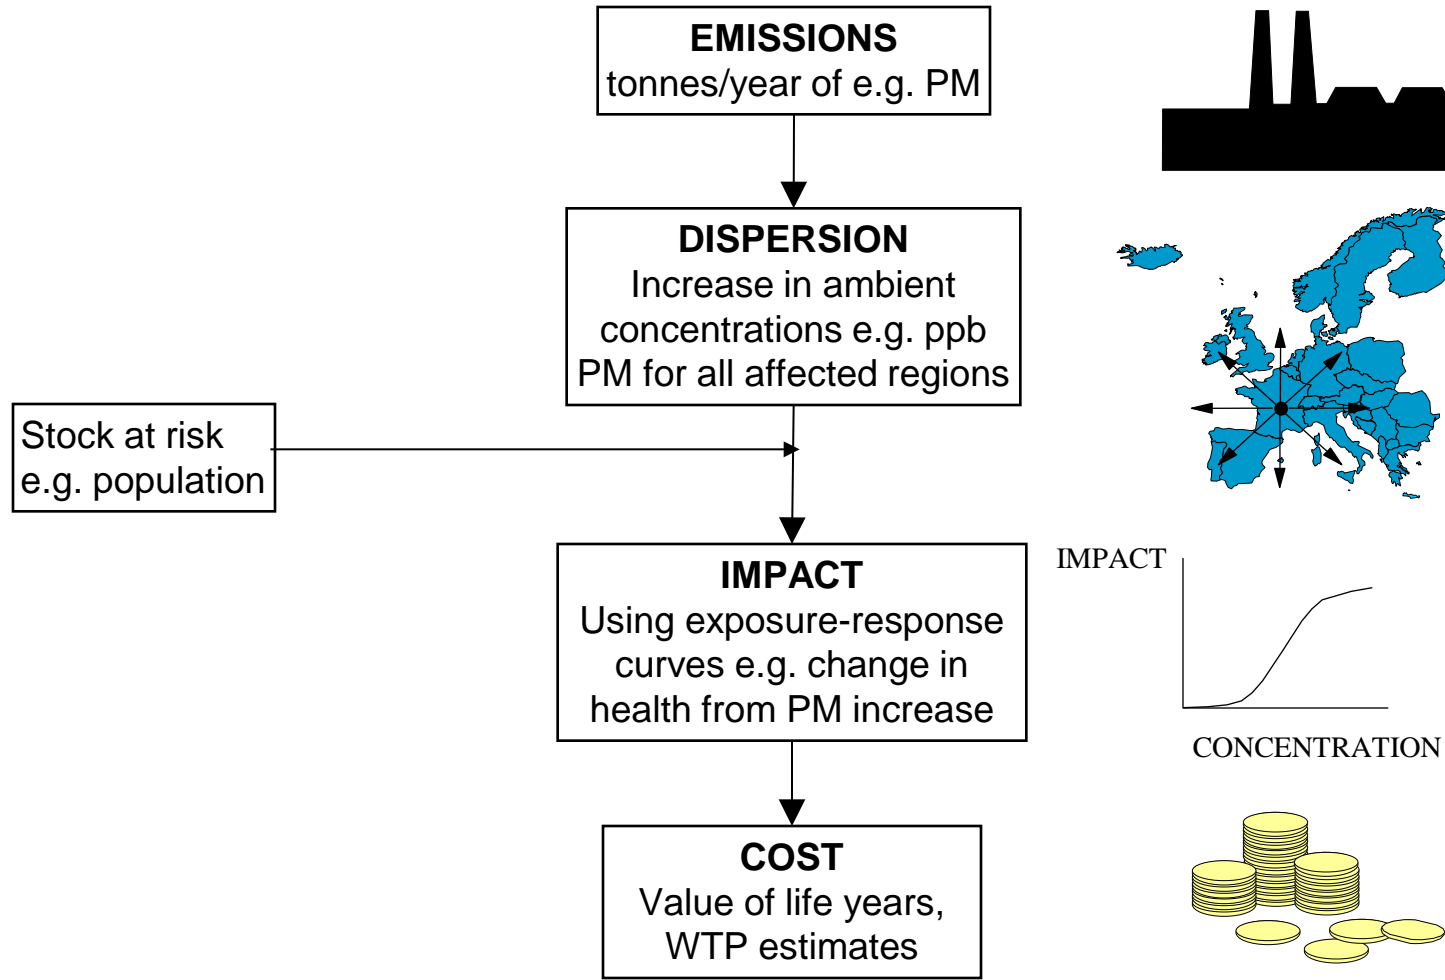 EMISSIONS
tonnes/year of e.g. PM
DISPERSION
Increase in ambient
concentrations e.g. ppb
PM for all affected regions
Stock at risk
e.g. population
IMPACT
Using exposure-response
curves e.g. change in
health from PM increase
IMPACT
CONCENTRATION
COST
Value of life years,
WTP estimates